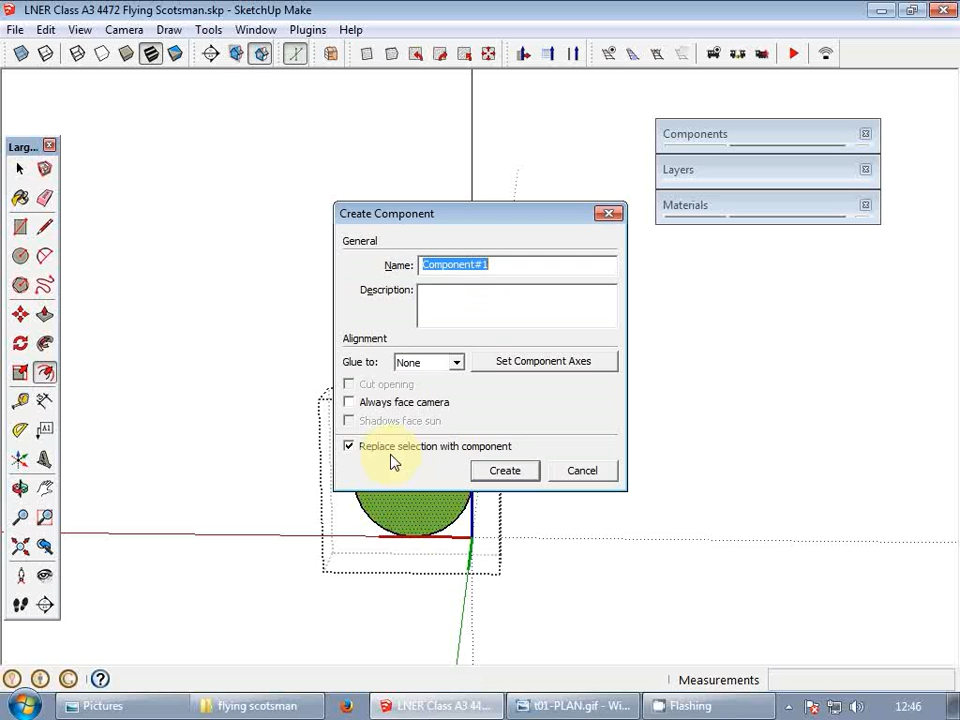 LNER Class A3 4472 Flying Scotsman.skp - SketchUp Make
File Edit View Camera Draw Tools Window Plugins Help
Larg...
A1
Components
Layers
Materials
Create Component
General
Name: Component#1
Description:
Alignment
Glue to: None Set Component Axes
Cut opening
Always face camera
Shadows face sun
Replace selection with component
Create Cancel
Measurements
Pictures flying scotsman LNER Class A3 44... t01-PLAN.gif - Wi... Flashing 12:46